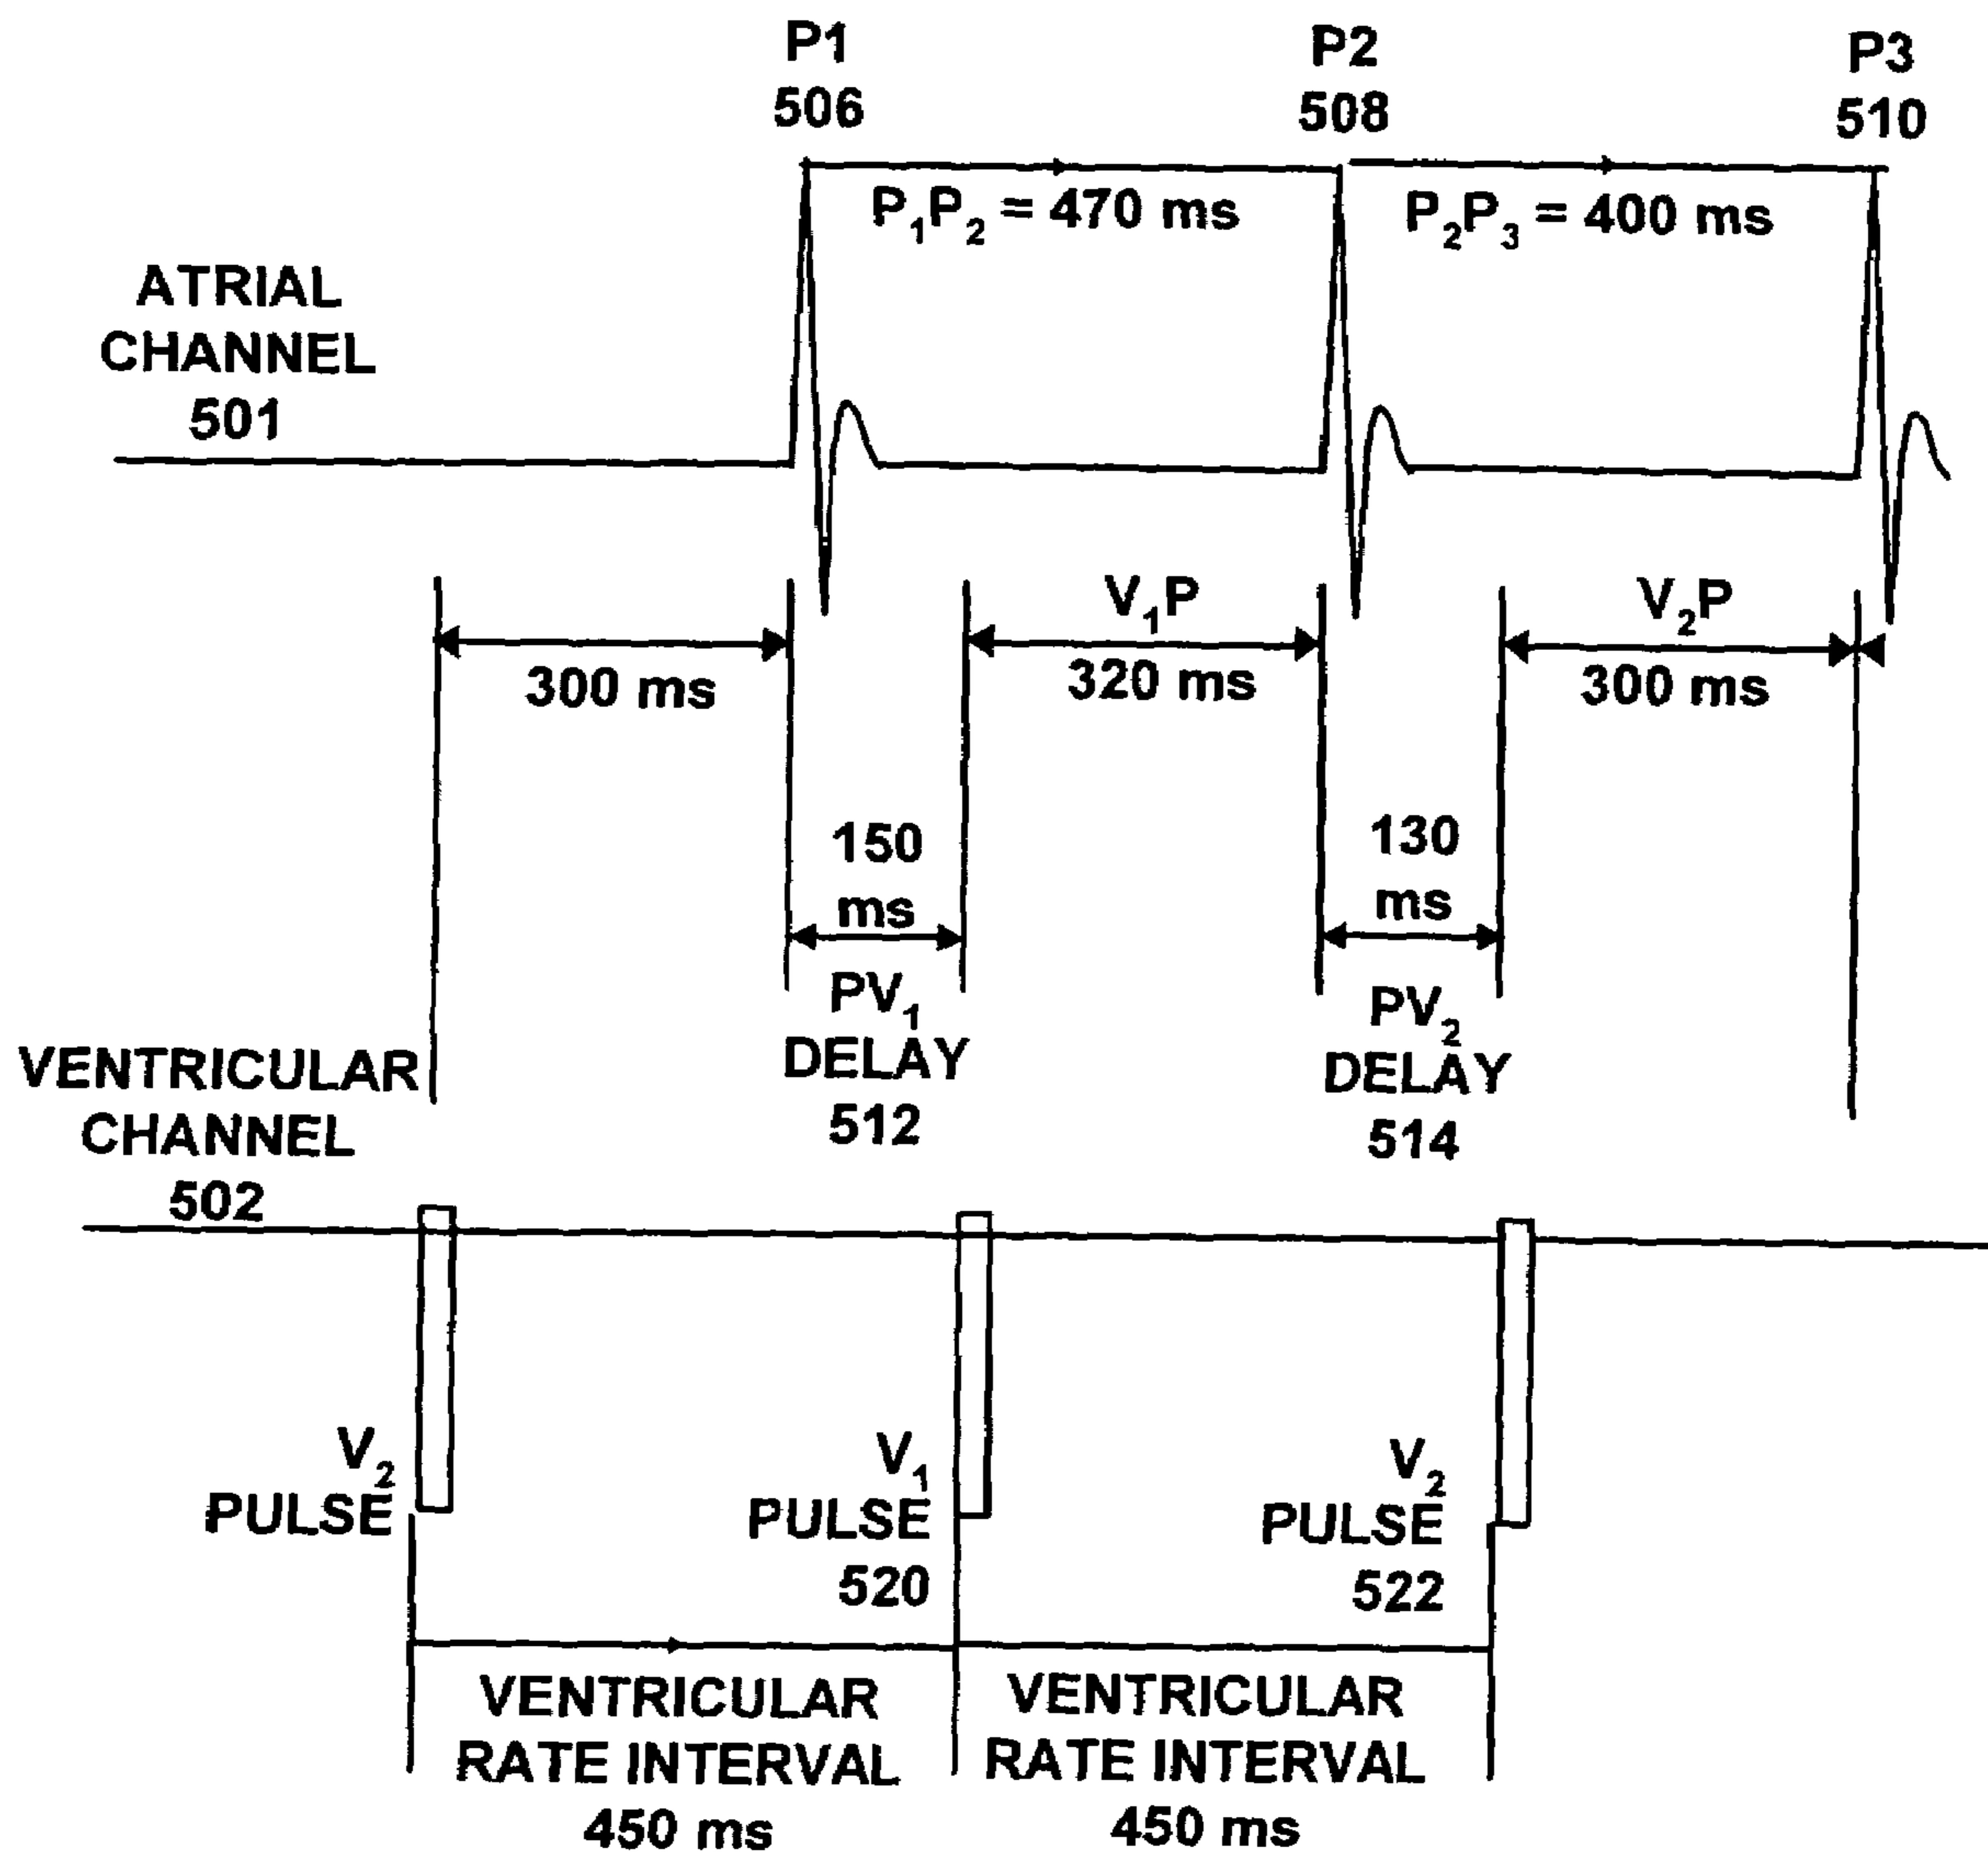 P1
506
P2
508
P3
510
P₁P₂ = 470 ms
P₂P₃ = 400 ms
ATRIAL
CHANNEL
501
300 ms
V₁P
320 ms
V₂P
300 ms
150
ms
PV₁
DELAY
512
130
ms
PV₂
DELAY
514
VENTRICULAR
CHANNEL
502
V₂
PULSE
V₁
PULSE
520
V₂
PULSE
522
VENTRICULAR
RATE INTERVAL
450 ms
VENTRICULAR
RATE INTERVAL
450 ms